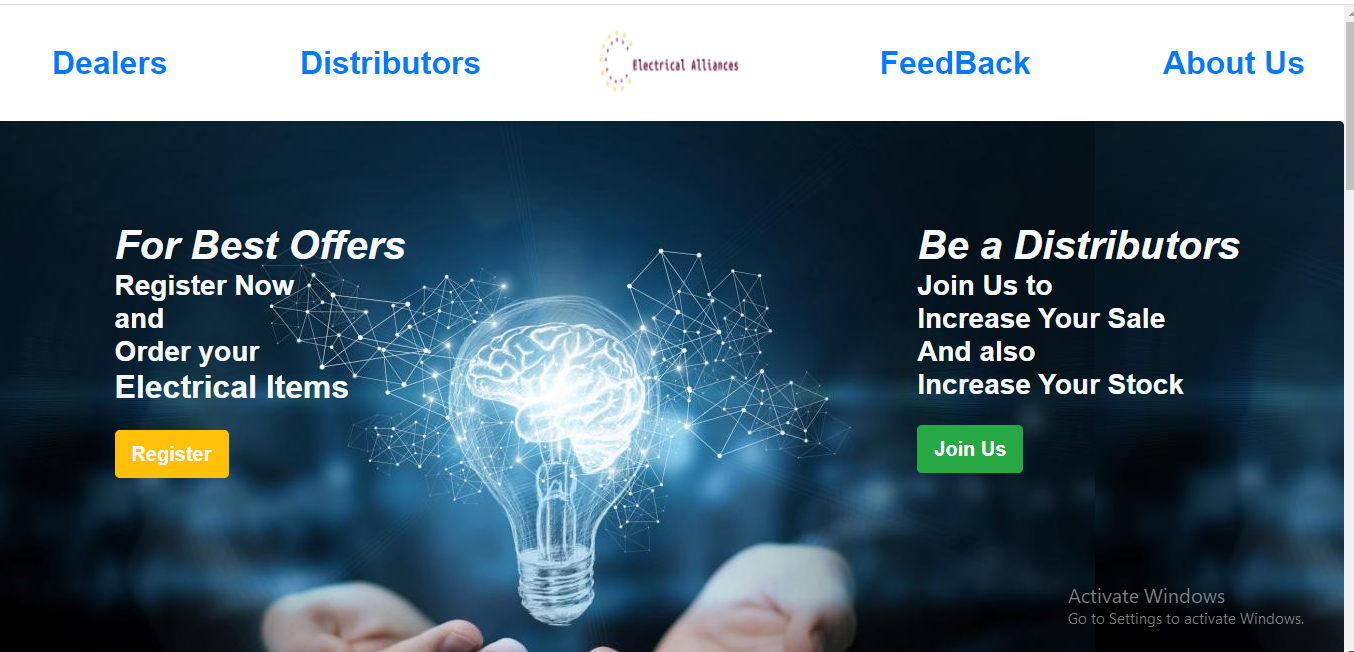 Dealers
Distributors
Electrical Alliances
FeedBack
About Us
For Best Offers
Register Now
and
Order your
Electrical Items
Register
Be a Distributors
Join Us to
Increase Your Sale
And also
Increase Your Stock
Join Us
Activate Windows
Go to Settings to activate Windows.